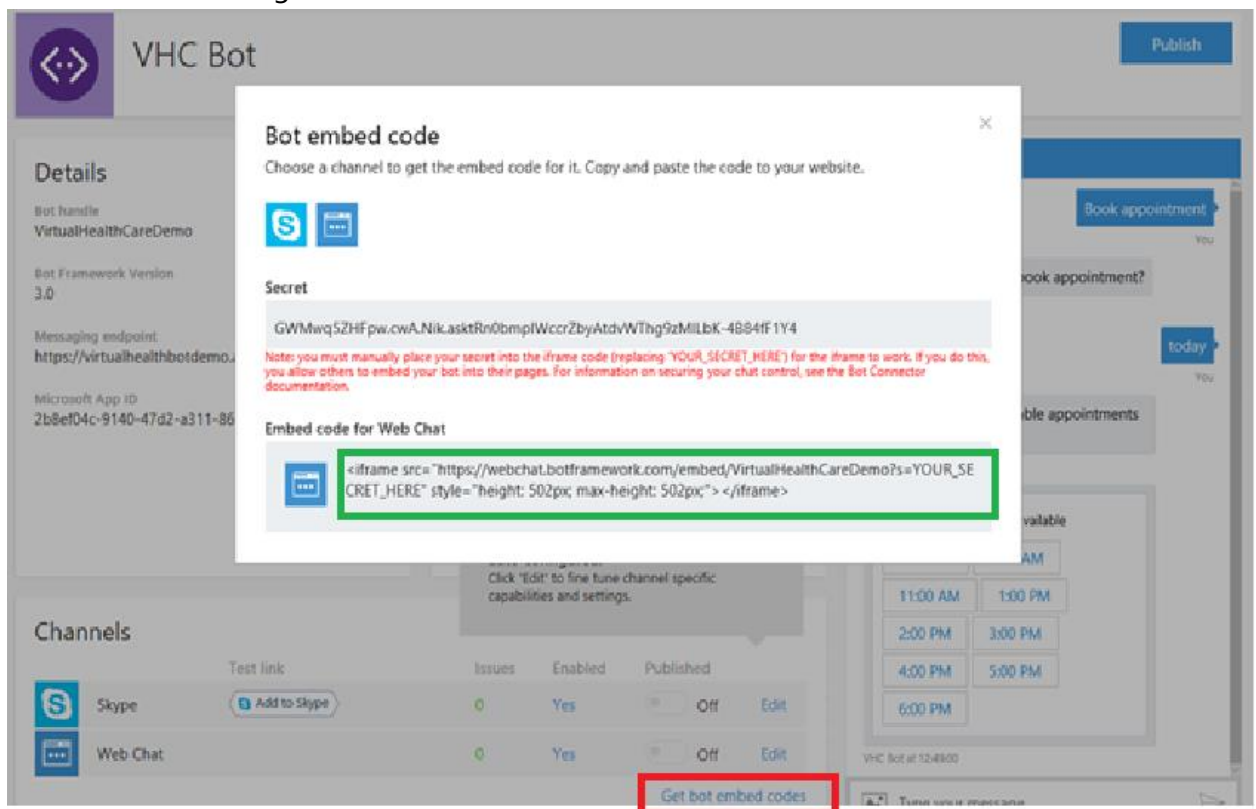 VHC Bot
Publish
Bot embed code
Choose a channel to get the embed code for it. Copy and paste the code to your website.
Secret
Note: you must manually place your secret into the iframe code (replacing 'YOUR_SECRET_HERE') for the iframe to work. If you do this,
you allow others to embed your bot into their pages. For information on securing your chat control, see the Bot Connector
documentation.
Embed code for Web Chat
<iframe src="https://webchat.botframework.com/embed/VirtualHealthCareDemo?s=YOUR_SE
CRET_HERE" style="height: 502px; max-height: 502px;"></iframe>
Details
Bot handle
VirtualHealthCareDemo
Bot Framework Version
3.0
Messaging endpoint
https://virtualhealthbotdemo.
Microsoft App ID
2b8ef04c-9140-47d2-a311-86
Click 'Edit' to fine tune channel specific
capabilities and settings.
Channels
Test link Issues Enabled Published
Skype Add to Skype 0 Yes Off Edit
Web Chat 0 Yes Off Edit
Get bot embed codes
Book appointment
You
book appointment?
today
You
appointments
AM
11:00 AM 1:00 PM
2:00 PM 3:00 PM
4:00 PM 5:00 PM
6:00 PM
VHC Bot at
Type your message